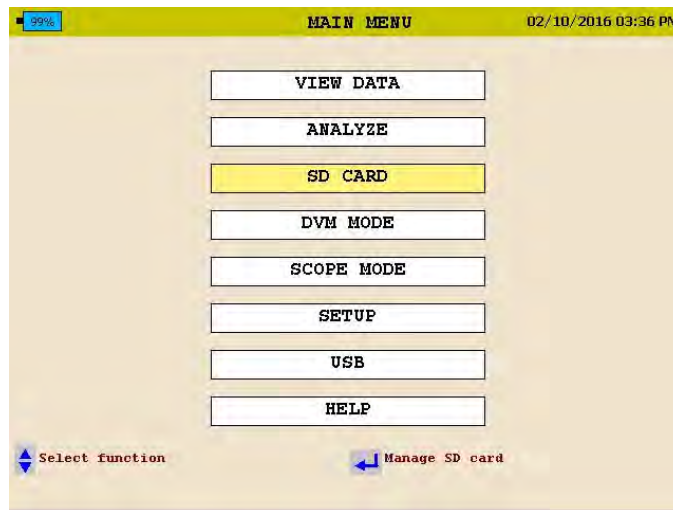 99% MAIN MENU 02/10/2016 03:36 PM
VIEW DATA
ANALYZE
SD CARD
DVM MODE
SCOPE MODE
SETUP
USB
HELP
Select function Manage SD card